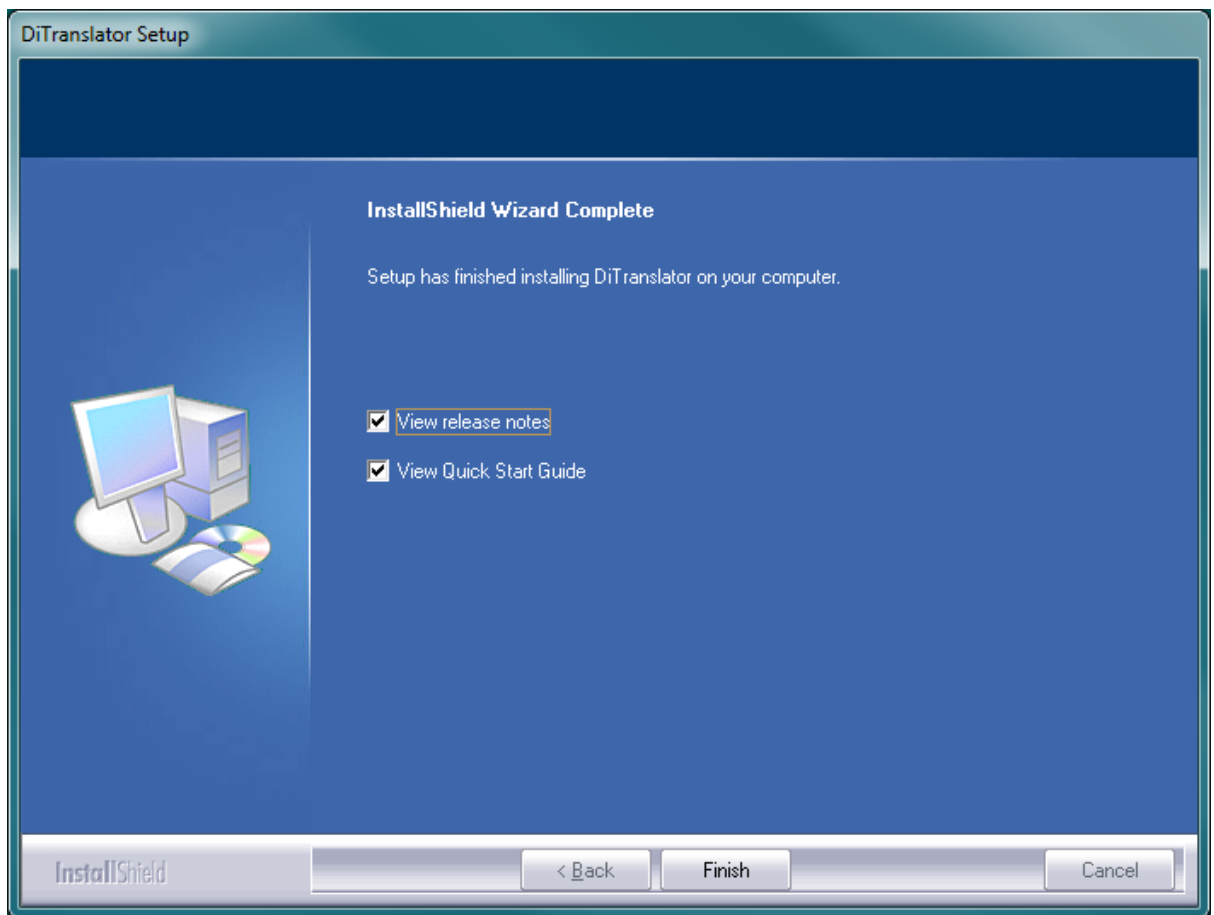 DiTranslator Setup
InstallShield Wizard Complete
Setup has finished installing DiTranslator on your computer.
View release notes
View Quick Start Guide
InstallShield
< Back
Finish
Cancel